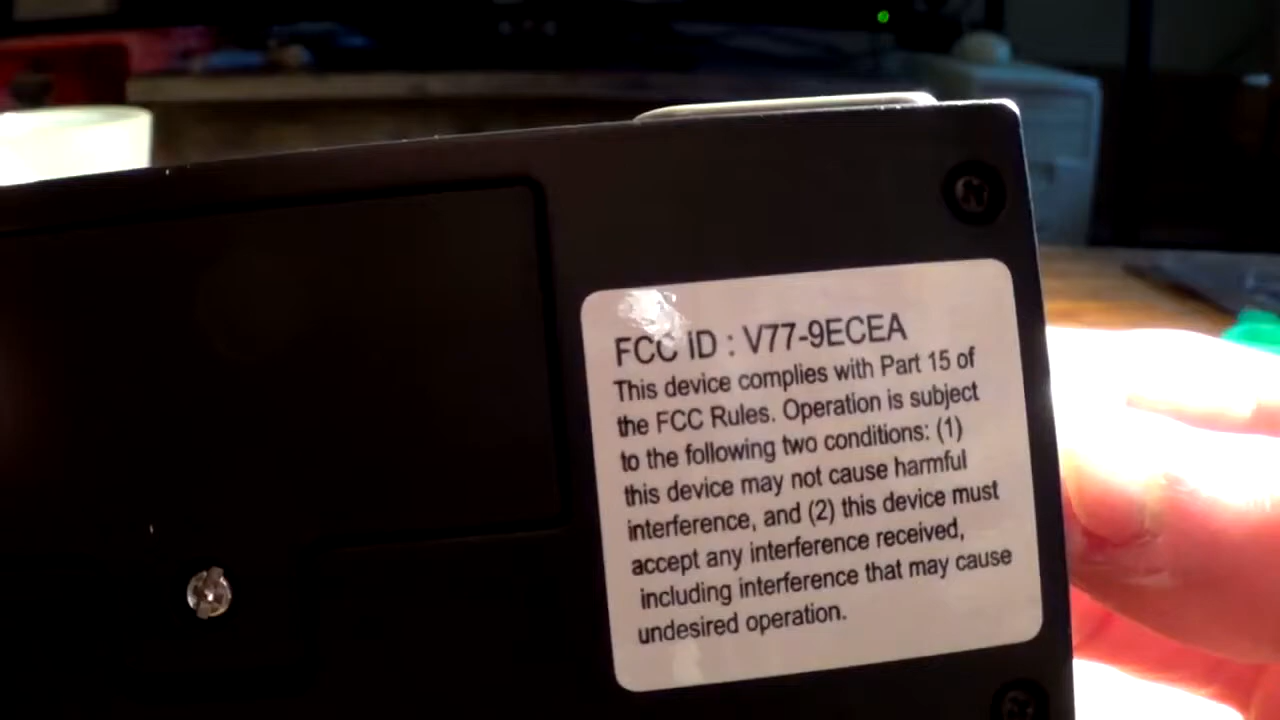 FCC ID : V77-9ECEA
This device complies with Part 15 of
the FCC Rules. Operation is subject
to the following two conditions: (1)
this device may not cause harmful
interference, and (2) this device must
accept any interference received,
including interference that may cause
undesired operation.